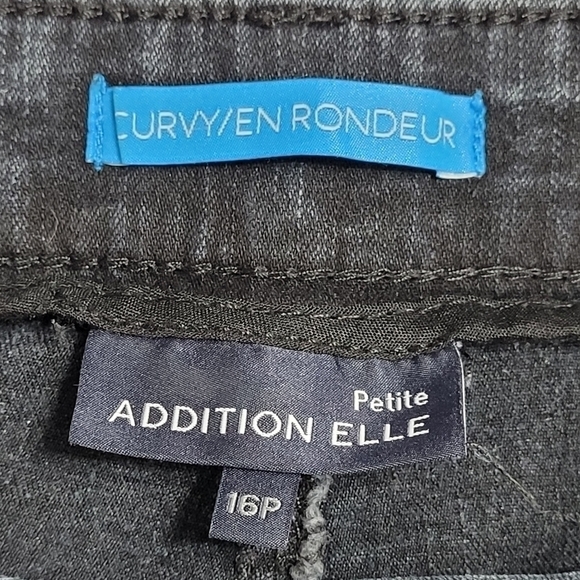 CURVY/EN RONDEUR
Petite
ADDITION ELLE
16P